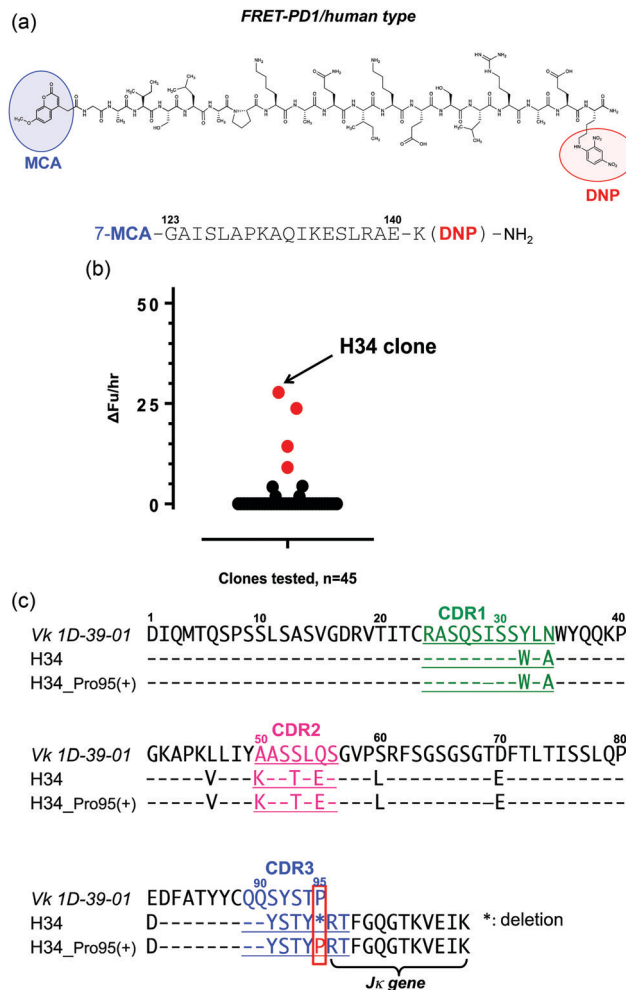 (a)
FRET-PD1/human type
MCA
DNP
123 140
7-MCA-GAISLAPKAQIKESLRAE-K(DNP)-NH₂
(b)
50
25
0
ΔFu/hr
H34 clone
Clones tested, n=45
(c)
CDR1
1 10 20 30 40
Vk 1D-39-01 DIQMTQSPSSLSASVGDRVTITCRASQSISSYLNWYQQKP
H34 -------------------------------W-A------
H34_Pro95(+) -------------------------------W-A------
CDR2
50 60 70 80
Vk 1D-39-01 GKAPKLLIYAASSLQSGVPSRFSGSGSGTDFTLTISSLQP
H34 -----V---K--T-E----L---------E----------
H34_Pro95(+) -----V---K--T-E----L---------E----------
CDR3
90 95
Vk 1D-39-01 EDFATYYCQQSYSTP
H34 D---------YSTY*RTFGQGTKVEIK *: deletion
H34_Pro95(+) D---------YSTYPRTFGQGTKVEIK
Jκ gene